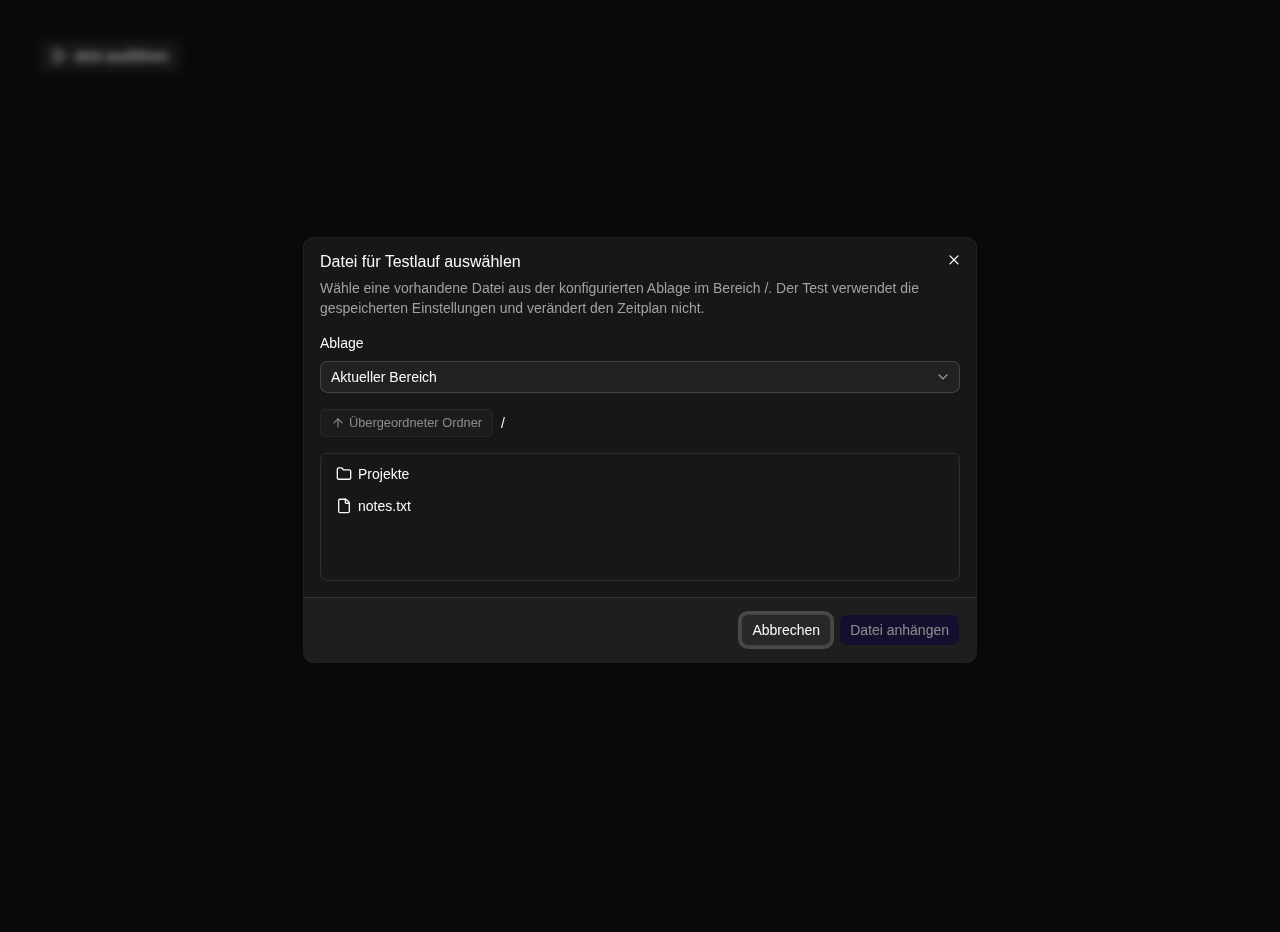 Datei für Testlauf auswählen
Wähle eine vorhandene Datei aus der konfigurierten Ablage im Bereich /. Der Test verwendet die
gespeicherten Einstellungen und verändert den Zeitplan nicht.
Ablage
Aktueller Bereich
Übergeordneter Ordner /
Projekte
notes.txt
Abbrechen Datei anhängen